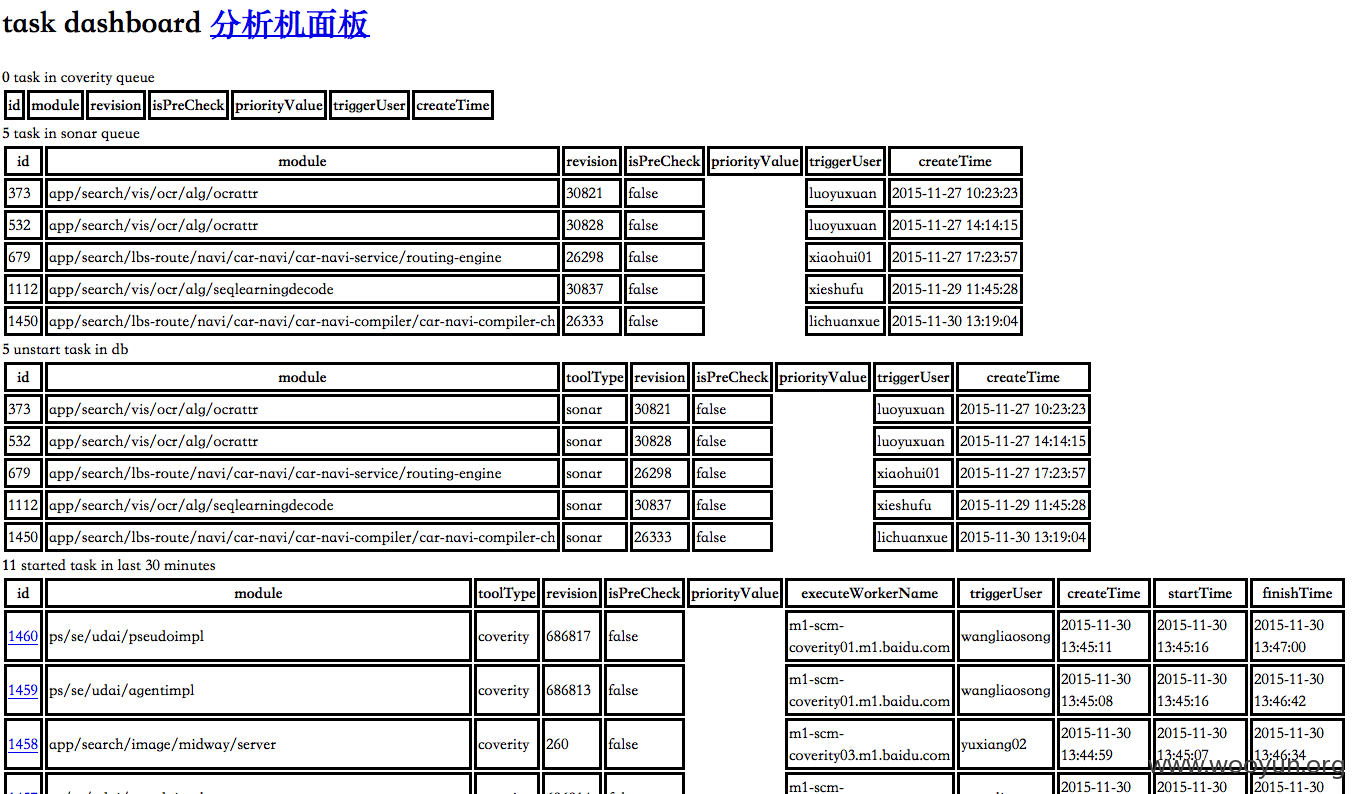 task dashboard 分析机面板
0 task in coverity queue
id module revision isPreCheck priorityValue triggerUser createTime
5 task in sonar queue
id module revision isPreCheck priorityValue triggerUser createTime
373 app/search/vis/ocr/alg/ocrattr 30821 false luoyuxuan 2015-11-27 10:23:23
532 app/search/vis/ocr/alg/ocrattr 30828 false luoyuxuan 2015-11-27 14:14:15
679 app/search/lbs-route/navi/car-navi/car-navi-service/routing-engine 26298 false xiaohui01 2015-11-27 17:23:57
1112 app/search/vis/ocr/alg/seqlearningdecode 30837 false xieshufu 2015-11-29 11:45:28
1450 app/search/lbs-route/navi/car-navi/car-navi-compiler/car-navi-compiler-ch 26333 false lichuanxue 2015-11-30 13:19:04
5 unstart task in db
id module toolType revision isPreCheck priorityValue triggerUser createTime
373 app/search/vis/ocr/alg/ocrattr sonar 30821 false luoyuxuan 2015-11-27 10:23:23
532 app/search/vis/ocr/alg/ocrattr sonar 30828 false luoyuxuan 2015-11-27 14:14:15
679 app/search/lbs-route/navi/car-navi/car-navi-service/routing-engine sonar 26298 false xiaohui01 2015-11-27 17:23:57
1112 app/search/vis/ocr/alg/seqlearningdecode sonar 30837 false xieshufu 2015-11-29 11:45:28
1450 app/search/lbs-route/navi/car-navi/car-navi-compiler/car-navi-compiler-ch sonar 26333 false lichuanxue 2015-11-30 13:19:04
11 started task in last 30 minutes
id module toolType revision isPreCheck priorityValue executeWorkerName triggerUser createTime startTime finishTime
m1-scm- 2015-11-30 2015-11-30 2015-11-30
1460 ps/se/udai/pseudoimpl coverity 686817 false wangliaosong
coverity01.m1.baidu.com 13:45:11 13:45:16 13:47:00
m1-scm- 2015-11-30 2015-11-30 2015-11-30
1459 ps/se/udai/agentimpl coverity 686813 false wangliaosong
coverity01.m1.baidu.com 13:45:08 13:45:16 13:46:42
m1-scm- 2015-11-30 2015-11-30 2015-11-30
1458 app/search/image/midway/server coverity 260 false yuxiang02
coverity03.m1.baidu.com 13:44:59 13:45:07 13:46:34
www.wooyun.org
m1-scm- 2015-11-30 2015-11-30 2015-11-30